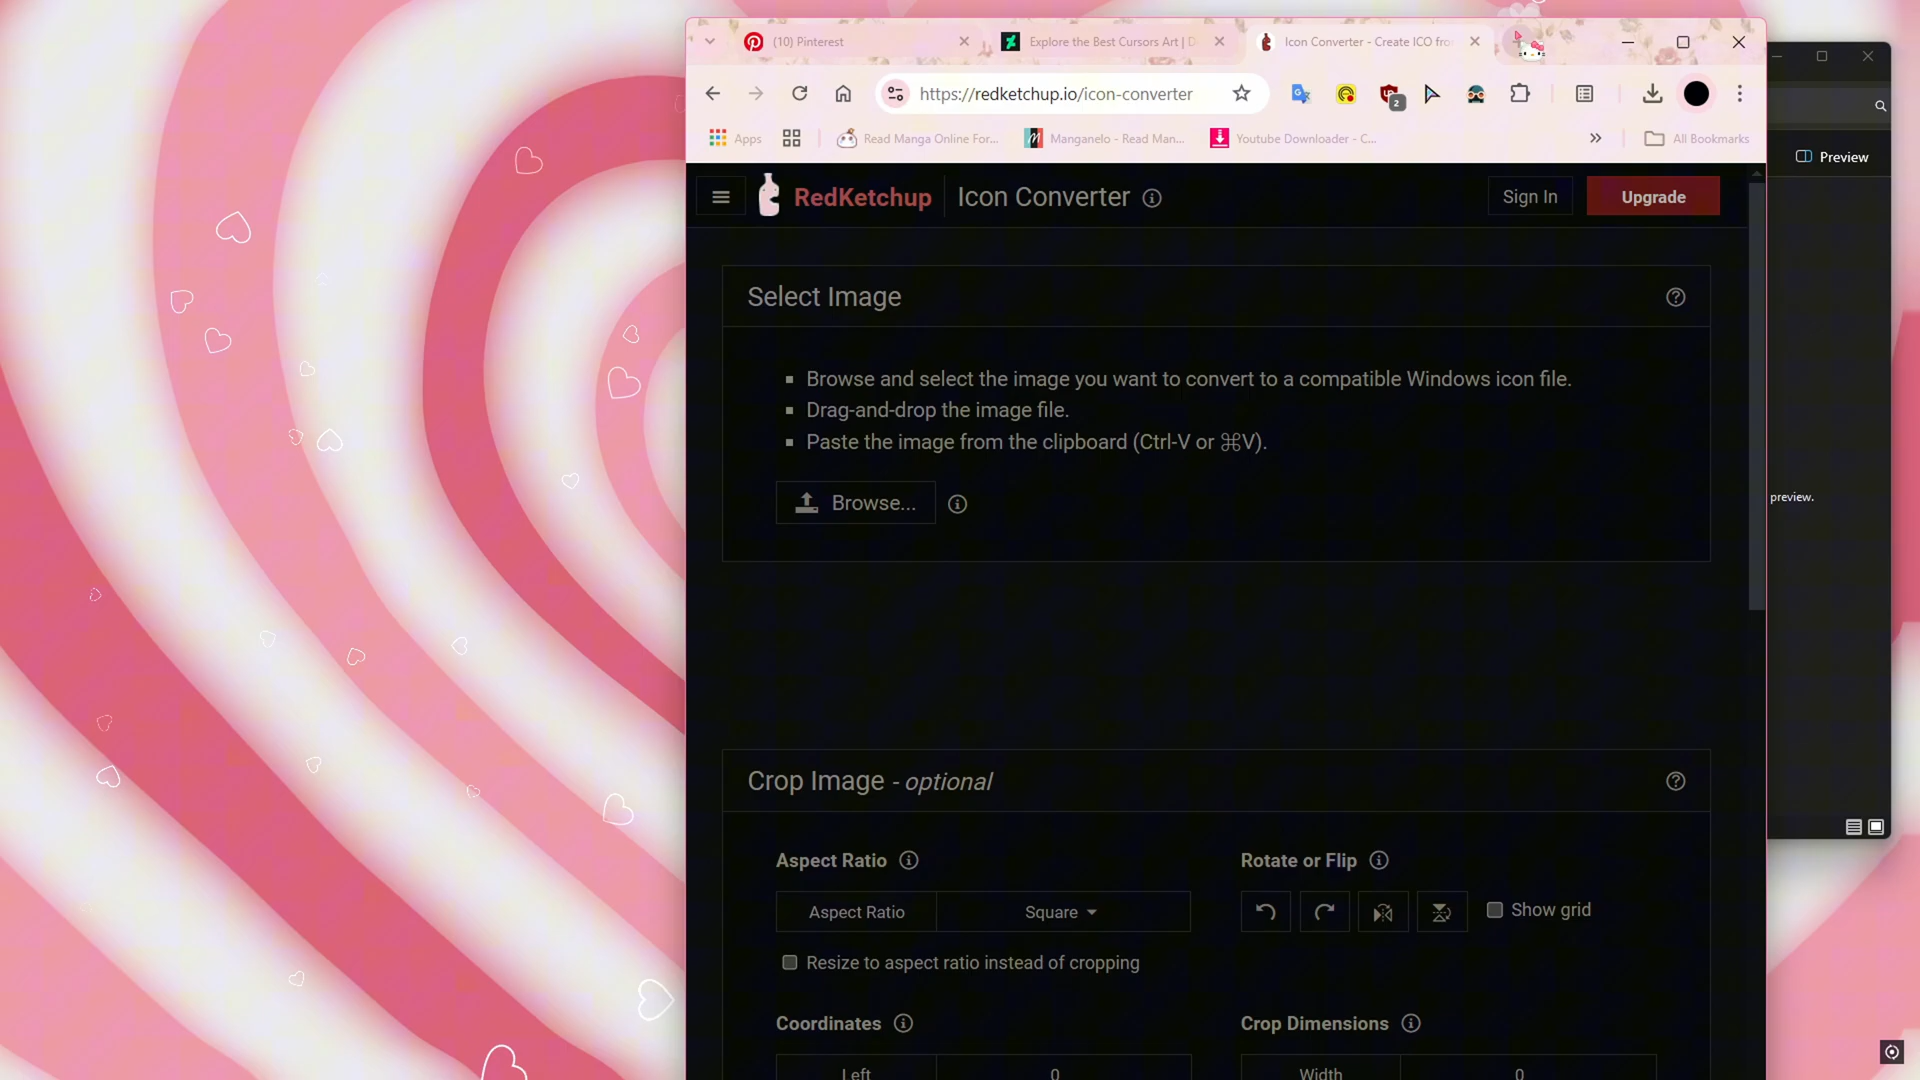 (10) Pinterest
Explore the Best Cursors Art | D
Icon Converter - Create ICO from
https://redketchup.io/icon-converter
2
Apps
Read Manga Online For...
Manganelo - Read Man...
Youtube Downloader - C...
All Bookmarks
Preview
RedKetchup
Icon Converter
Sign In
Upgrade
Select Image
Browse and select the image you want to convert to a compatible Windows icon file.
Drag-and-drop the image file.
Paste the image from the clipboard (Ctrl-V or ⌘V).
preview.
Browse...
Crop Image - optional
Aspect Ratio
Rotate or Flip
Aspect Ratio
Square
Show grid
Resize to aspect ratio instead of cropping
Coordinates
Crop Dimensions
Left
0
Width
0